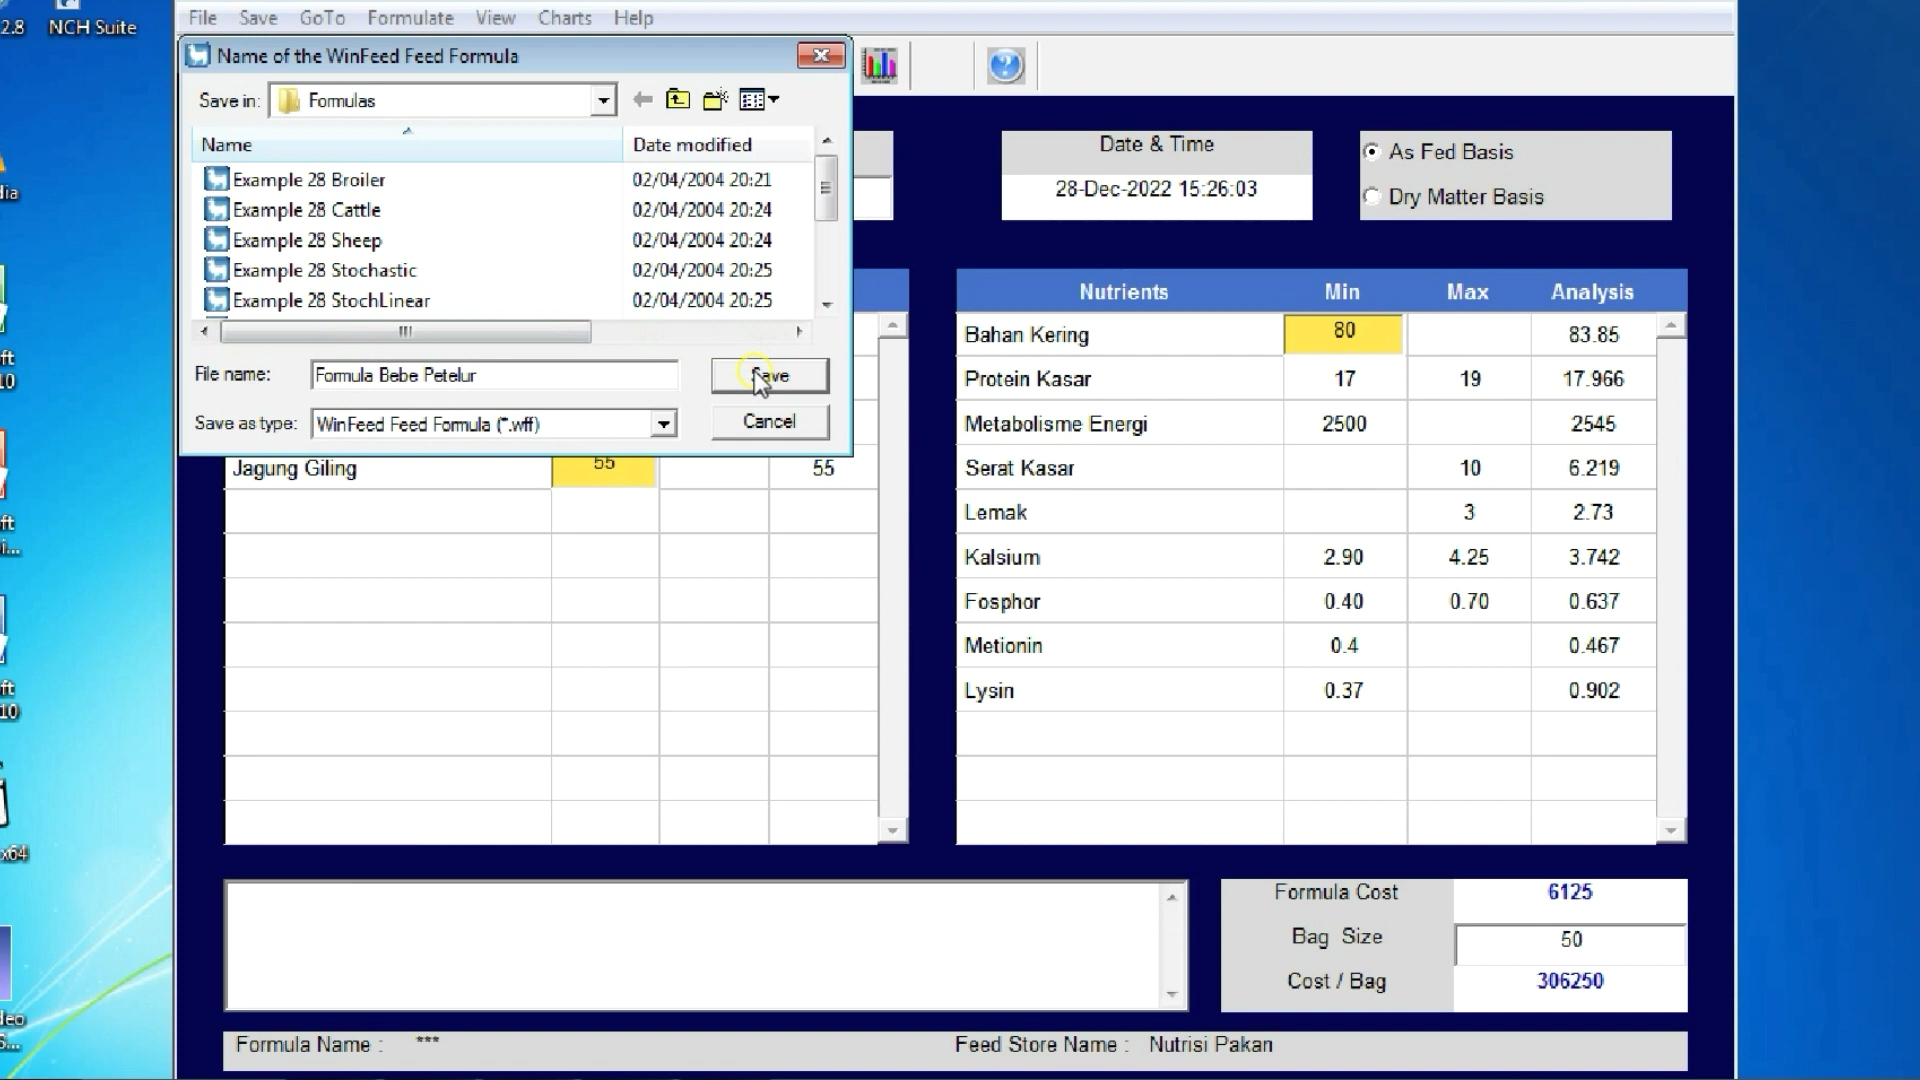 2.8 NCH Suite
File Save GoTo Formulate View Charts Help
Name of the WinFeed Feed Formula
Save in: Formulas
Name Date modified
Example 28 Broiler 02/04/2004 20:21
Example 28 Cattle 02/04/2004 20:24
Example 28 Sheep 02/04/2004 20:24
Example 28 Stochastic 02/04/2004 20:25
Example 28 StochLinear 02/04/2004 20:25
File name: Formula Bebe Petelur Save
Save as type: WinFeed Feed Formula (*.wff) Cancel
Date & Time
28-Dec-2022 15:26:03
As Fed Basis
Dry Matter Basis
Jagung Giling 55 55
Nutrients Min Max Analysis
Bahan Kering 80 83.85
Protein Kasar 17 19 17.966
Metabolisme Energi 2500 2545
Serat Kasar 10 6.219
Lemak 3 2.73
Kalsium 2.90 4.25 3.742
Fosphor 0.40 0.70 0.637
Metionin 0.4 0.467
Lysin 0.37 0.902
Formula Cost 6125
Bag Size 50
Cost / Bag 306250
Formula Name : *** Feed Store Name : Nutrisi Pakan
dia
ft
10
ft
i...
ft
10
x64
deo
S...